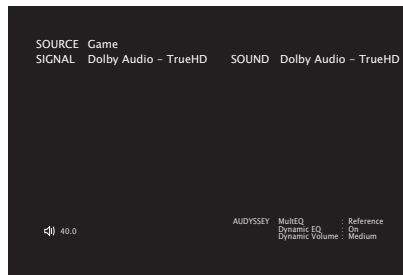 SOURCE Game
SIGNAL Dolby Audio – TrueHD SOUND Dolby Audio – TrueHD
AUDYSSEY MultEQ : Reference
Dynamic EQ : On
Dynamic Volume : Medium
40.0